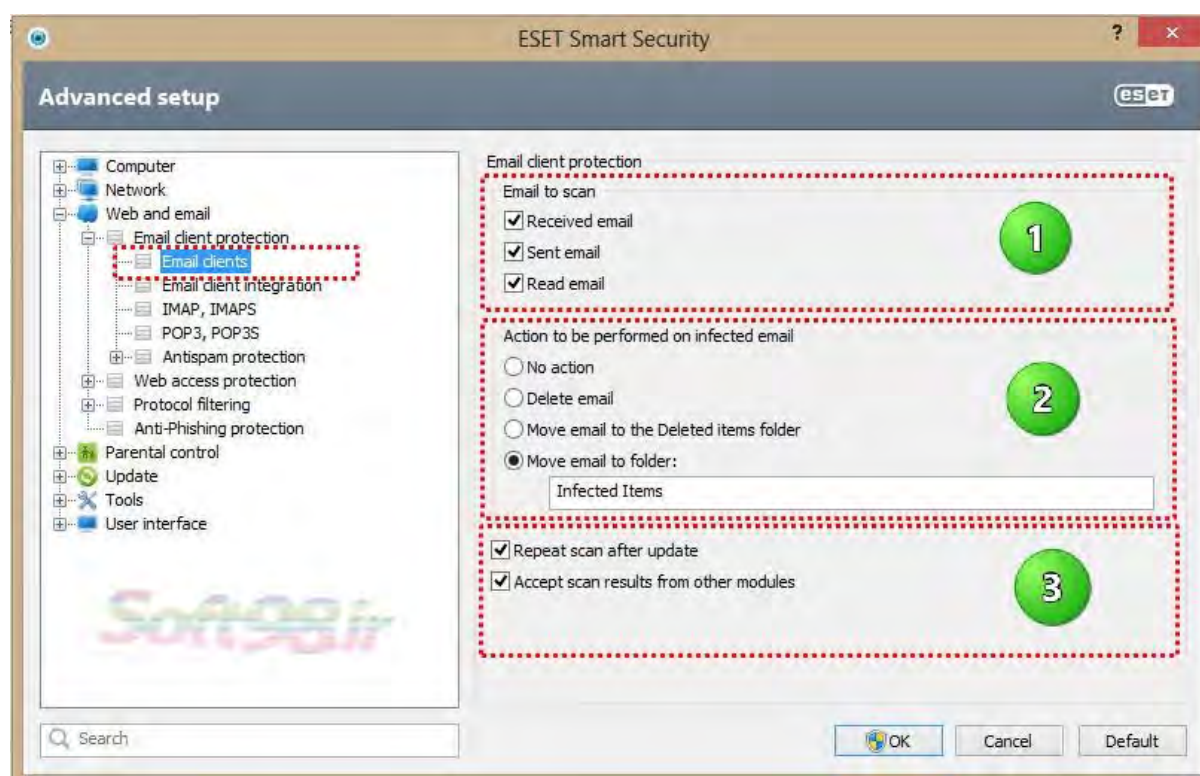 ESET Smart Security
?
×
Advanced setup
eset
Computer
Network
Web and email
Email client protection
Email clients
Email client integration
IMAP, IMAPS
POP3, POP3S
Antispam protection
Web access protection
Protocol filtering
Anti-Phishing protection
Parental control
Update
Tools
User interface
Soft98.ir
Search
Email client protection
Email to scan
Received email
Sent email
Read email
1
Action to be performed on infected email
No action
Delete email
Move email to the Deleted items folder
Move email to folder:
Infected Items
2
Repeat scan after update
Accept scan results from other modules
3
OK Cancel Default